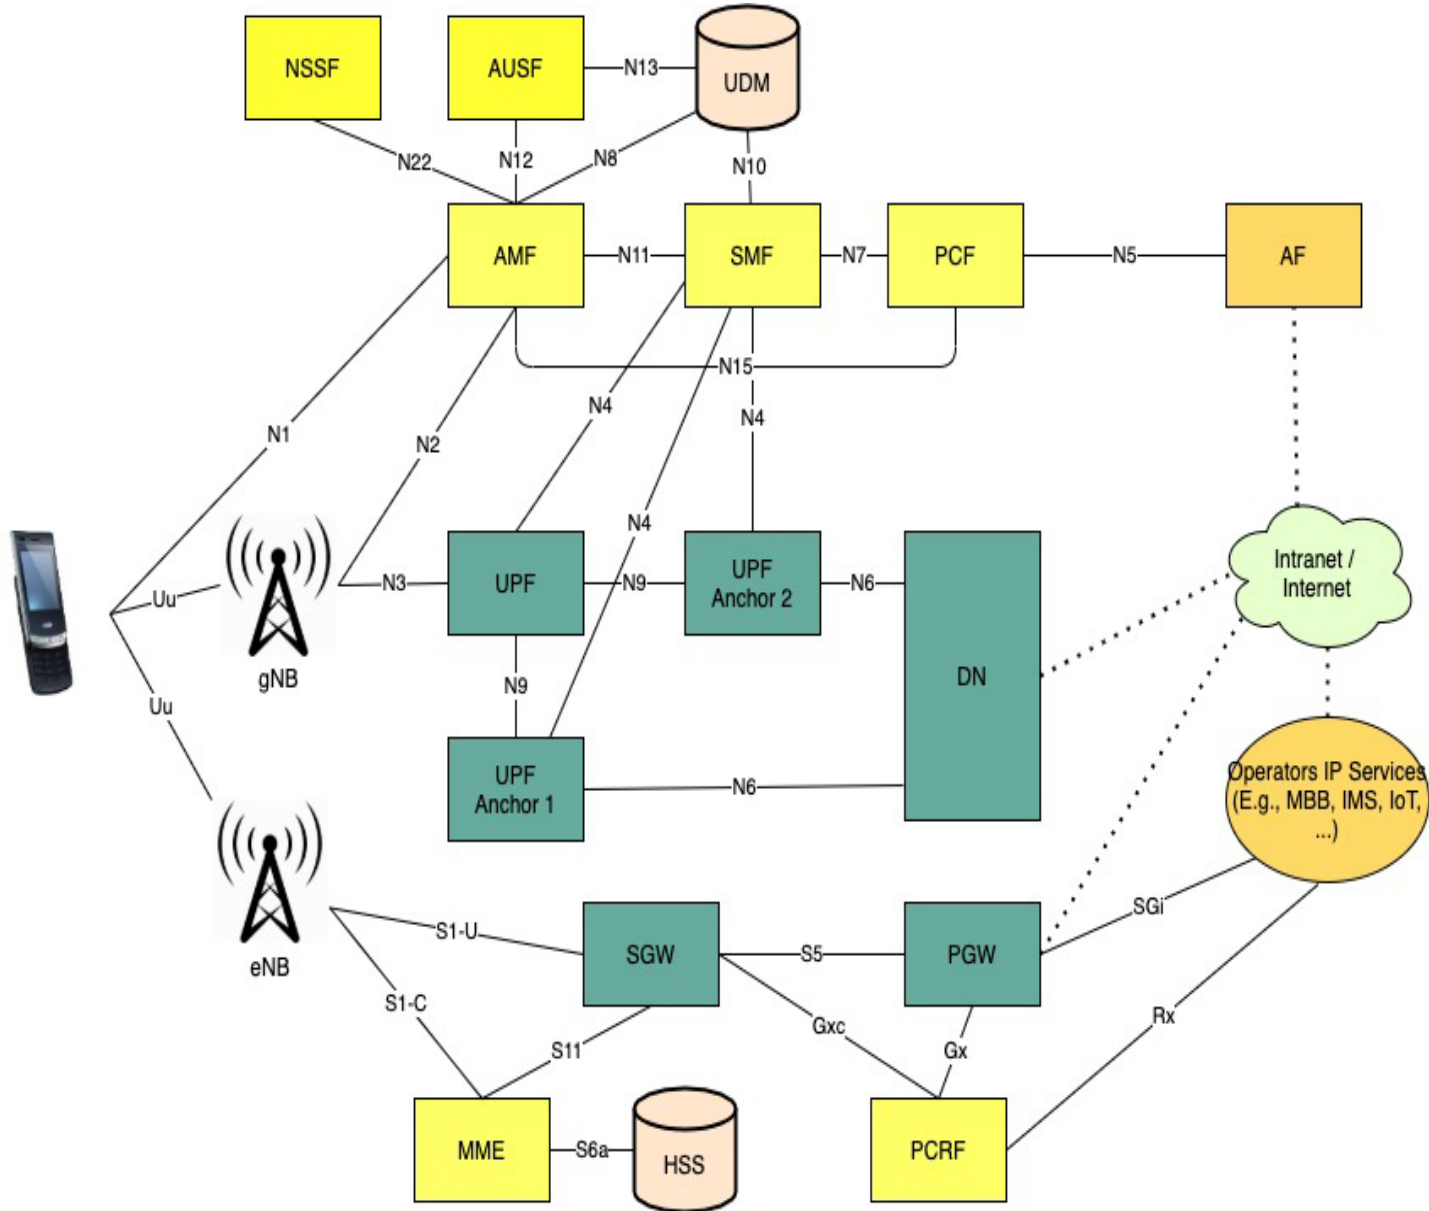 NSSF
AUSF
N13
UDM
N22
N12
N8
N10
AMF
N11
SMF
N7
PCF
N5
AF
N15
N1
N2
N4
N4
N4
Uu
gNB
N3
UPF
N9
UPF
Anchor 2
N6
DN
Intranet /
Internet
N9
Uu
UPF
Anchor 1
N6
Operators IP Services
(E.g., MBB, IMS, IoT,
...)
eNB
S1-U
SGW
S5
PGW
SGi
S1-C
S11
Gxc
Gx
Rx
MME
S6a
HSS
PCRF